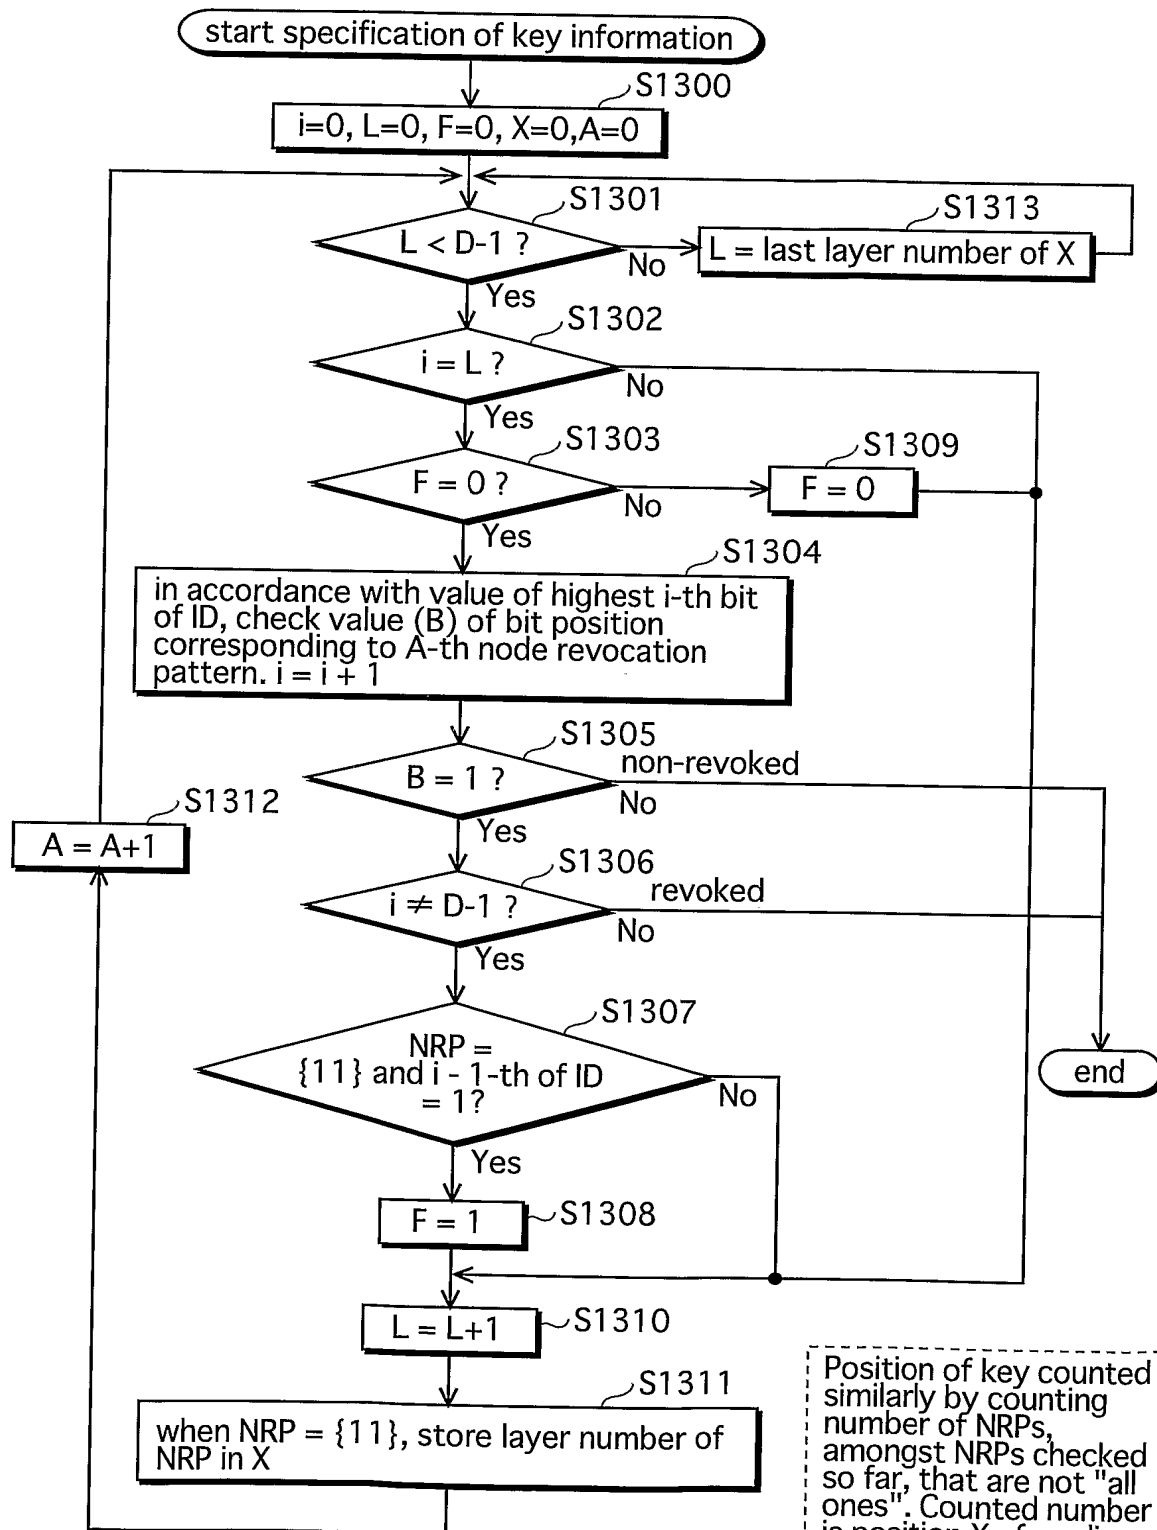 start specification of key information
S1300
i=0, L=0, F=0, X=0,A=0
S1301
L < D-1 ?
No
Yes
S1313
L = last layer number of X
S1302
i = L ?
No
Yes
S1303
F = 0 ?
No
Yes
S1309
F = 0
S1304
in accordance with value of highest i-th bit
of ID, check value (B) of bit position
corresponding to A-th node revocation
pattern. i = i + 1
S1305
B = 1 ?
non-revoked
No
Yes
S1312
A = A+1
S1306
i ≠ D-1 ?
revoked
No
Yes
S1307
NRP =
{11} and i - 1-th of ID
= 1?
No
Yes
end
S1308
F = 1
S1310
L = L+1
S1311
when NRP = {11}, store layer number of
NRP in X
Position of key counted
similarly by counting
number of NRPs,
amongst NRPs checked
so far, that are not "all
ones". Counted number